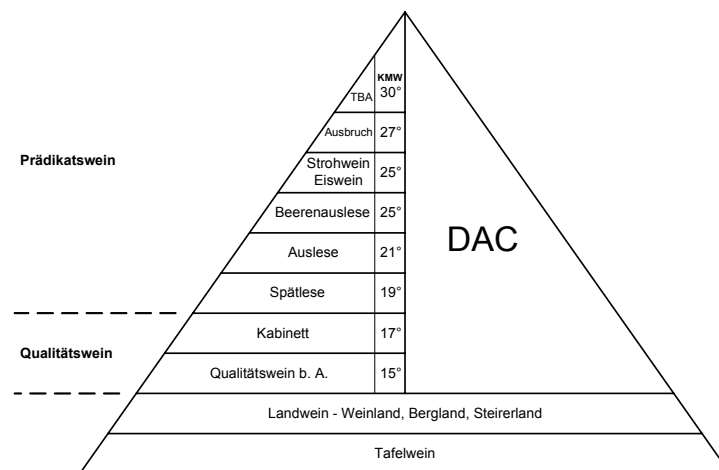 KMW
TBA 30°
Ausbruch 27°
Prädikatswein
Strohwein
Eiswein 25°
Beerenauslese 25°
DAC
Auslese 21°
Spätlese 19°
Kabinett 17°
Qualitätswein
Qualitätswein b. A. 15°
Landwein - Weinland, Bergland, Steirerland
Tafelwein